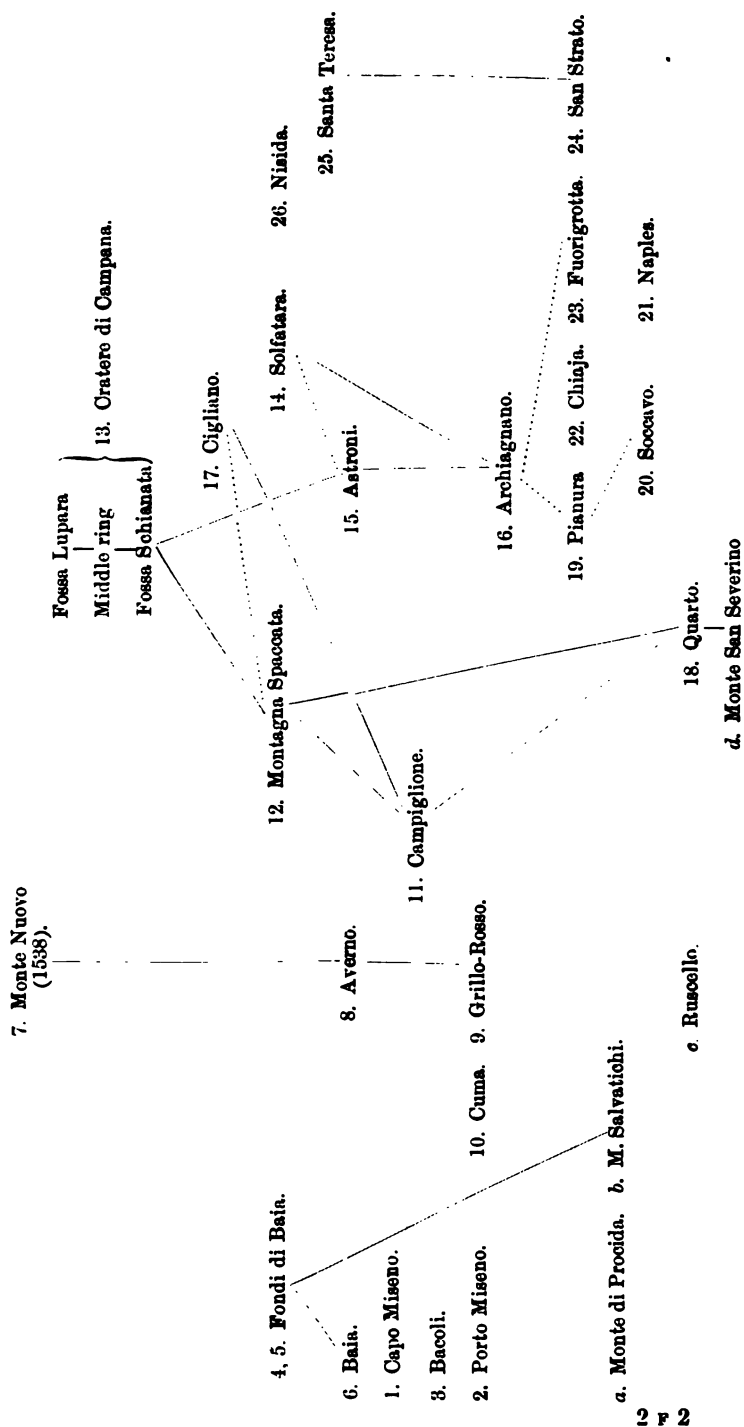 7. Monte Nuovo
(1538).
Fossa Lupara
Middle ring
Fossa Schianata
13. Cratere di Campana.
17. Cigliano.
4, 5. Fondi di Baia.
12. Montagna Spaccata.
14. Solfatara.
26. Nisida.
6. Baia.
8. Averno.
15. Astroni.
25. Santa Teresa.
1. Capo Miseno.
11. Campiglione.
3. Bacoli.
2. Porto Miseno.
10. Cuma.
9. Grillo-Rosso.
16. Archiagnano.
19. Pianura
22. Chiaja.
23. Fuorigrotta.
24. San Strato.
a. Monte di Procida.
b. M. Salvatichi.
20. Soccavo.
21. Naples.
c. Ruscello.
18. Quarto.
d. Monte San Severino
2 F 2